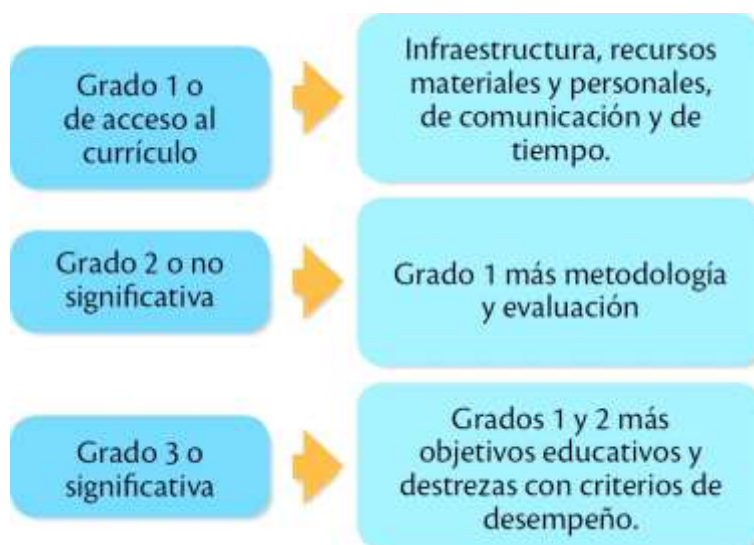 Grado 1 o
de acceso al
currículo
Infraestructura, recursos
materiales y personales,
de comunicación y de
tiempo.
Grado 2 o no
significativa
Grado 1 más metodología
y evaluación
Grado 3 o
significativa
Grados 1 y 2 más
objetivos educativos y
destrezas con criterios de
desempeño.